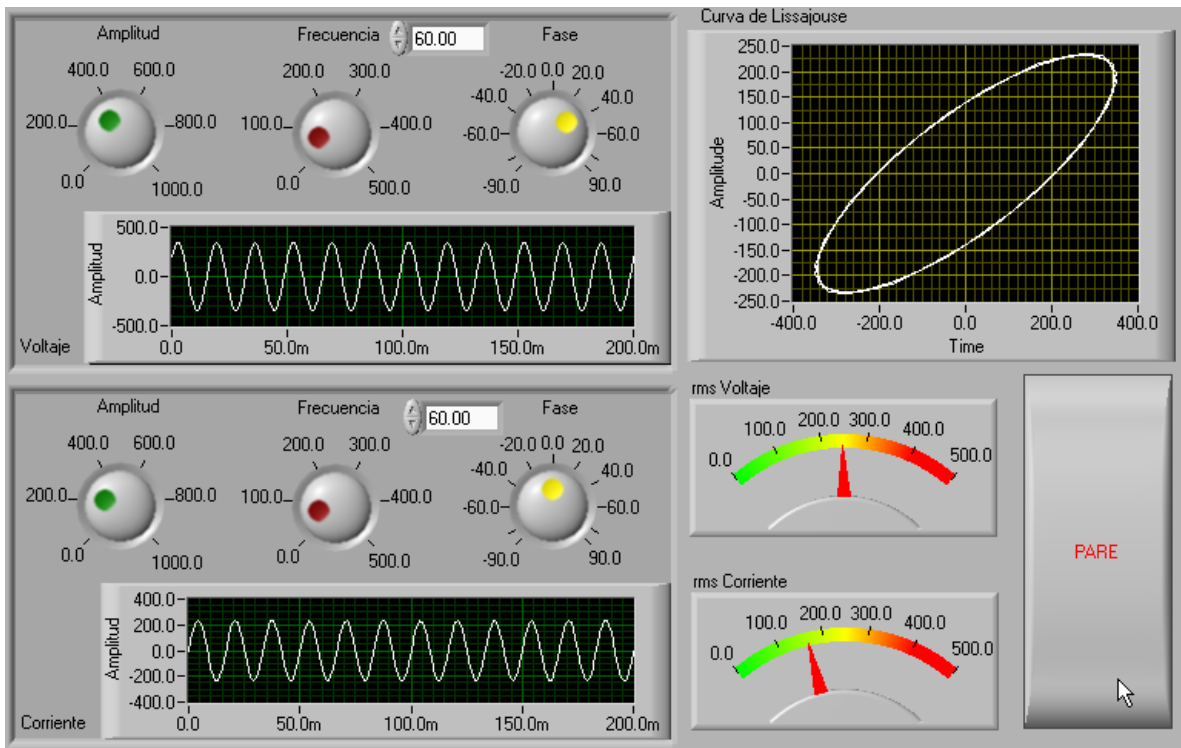 Amplitud
400.0 600.0
200.0 800.0
0.0 1000.0
Frecuencia 60.00
200.0 300.0
100.0 400.0
0.0 500.0
Fase
-20.0 0.0 20.0
-40.0 40.0
-60.0 60.0
-90.0 90.0
Amplitud
500.0
0.0
-500.0
0.0 50.0m 100.0m 150.0m 200.0m
Voltaje
Curva de Lissajouse
Amplitude
250.0
200.0
150.0
100.0
50.0
0.0
-50.0
-100.0
-150.0
-200.0
-250.0
-400.0 -200.0 0.0 200.0 400.0
Time
Amplitud
400.0 600.0
200.0 800.0
0.0 1000.0
Frecuencia 60.00
200.0 300.0
100.0 400.0
0.0 500.0
Fase
-20.0 0.0 20.0
-40.0 40.0
-60.0 60.0
-90.0 90.0
Amplitud
400.0
200.0
0.0
-200.0
-400.0
0.0 50.0m 100.0m 150.0m 200.0m
Corriente
rms Voltaje
0.0 100.0 200.0 300.0 400.0 500.0
rms Corriente
0.0 100.0 200.0 300.0 400.0 500.0
PARE